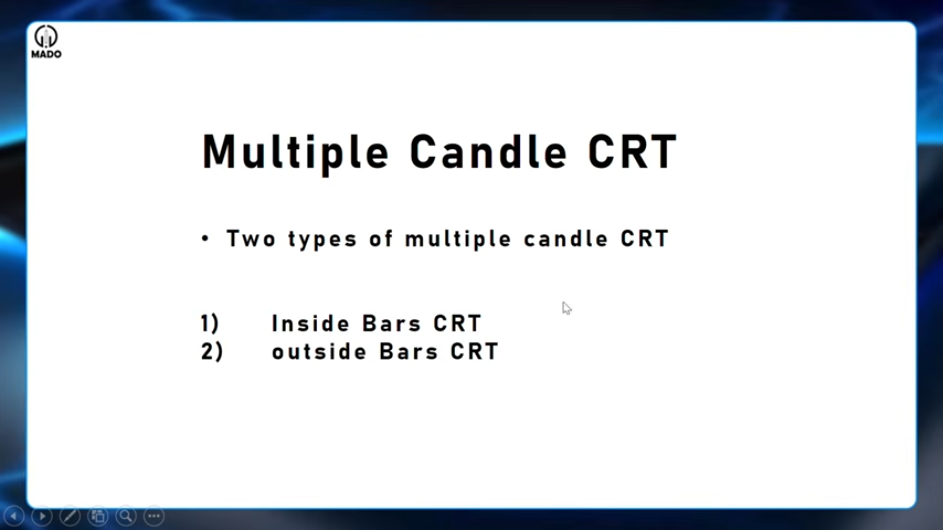 MADO
Multiple Candle CRT
• Two types of multiple candle CRT
1) Inside Bars CRT
2) outside Bars CRT